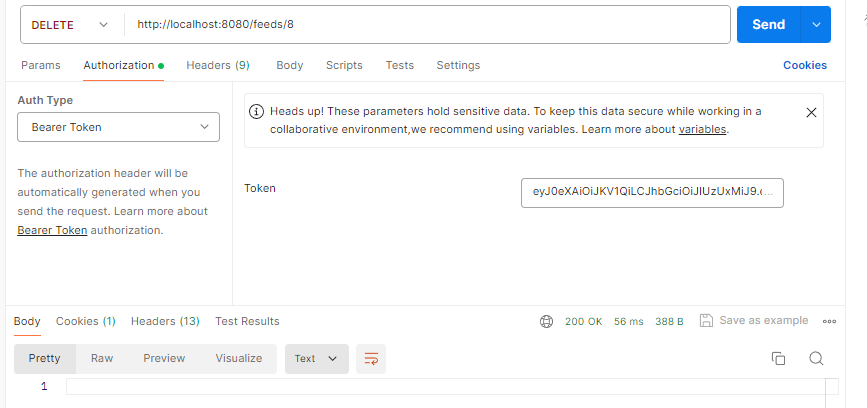 DELETE http://localhost:8080/feeds/8 Send
Params Authorization Headers (9) Body Scripts Tests Settings Cookies
Auth Type
Bearer Token
The authorization header will be
automatically generated when you
send the request. Learn more about
Bearer Token authorization.
Heads up! These parameters hold sensitive data. To keep this data secure while working in a
collaborative environment,we recommend using variables. Learn more about variables.
Token eyJ0eXAiOiJKV1QiLCJhbGciOiJIUzUxMiJ9.e...
Body Cookies (1) Headers (13) Test Results 200 OK 56 ms 388 B Save as example
Pretty Raw Preview Visualize Text
1